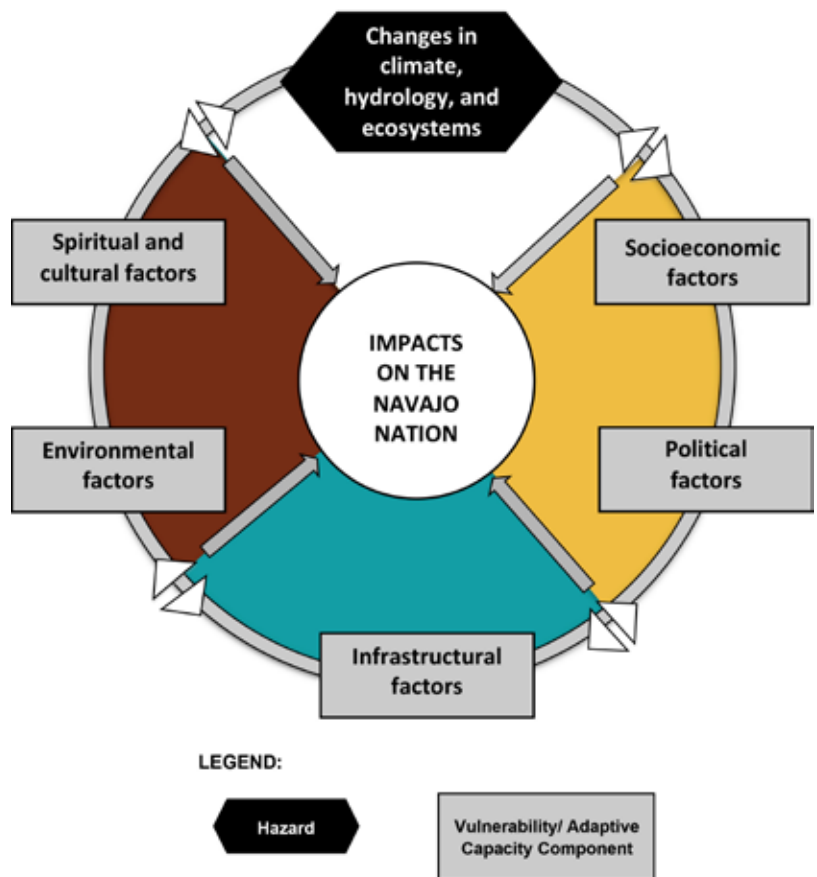 Changes in
climate,
hydrology, and
ecosystems
Spiritual and
cultural factors
Socioeconomic
factors
IMPACTS
ON THE
NAVAJO
NATION
Environmental
factors
Political
factors
Infrastructural
factors
LEGEND:
Hazard
Vulnerability/ Adaptive
Capacity Component